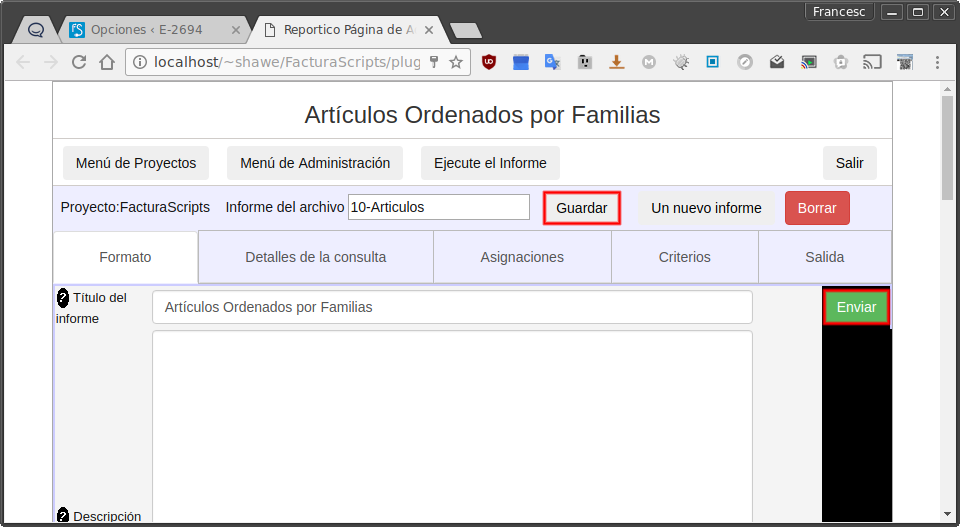 Francesc
Opciones ‹ E-2694
Reportico Página de A
localhost/~shawe/FacturaScripts/plug
Artículos Ordenados por Familias
Menú de Proyectos Menú de Administración Ejecute el Informe Salir
Proyecto:FacturaScripts Informe del archivo 10-Articulos Guardar Un nuevo informe Borrar
Formato Detalles de la consulta Asignaciones Criterios Salida
? Título del
informe
Artículos Ordenados por Familias
Enviar
? Descripción